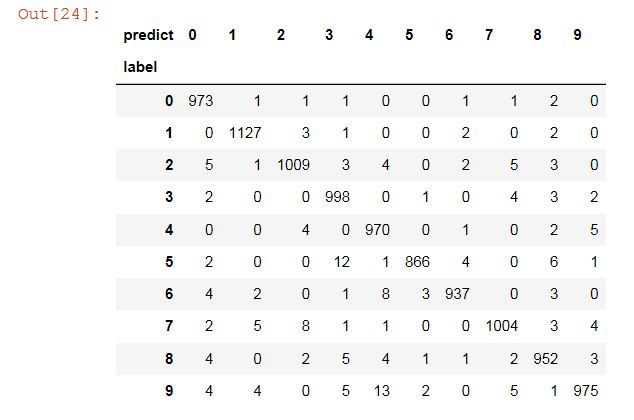 Out[24]:
predict 0 1 2 3 4 5 6 7 8 9
label
0 973 1 1 1 0 0 1 1 2 0
1 0 1127 3 1 0 0 2 0 2 0
2 5 1 1009 3 4 0 2 5 3 0
3 2 0 0 998 0 1 0 4 3 2
4 0 0 4 0 970 0 1 0 2 5
5 2 0 0 12 1 866 4 0 6 1
6 4 2 0 1 8 3 937 0 3 0
7 2 5 8 1 1 0 0 1004 3 4
8 4 0 2 5 4 1 1 2 952 3
9 4 4 0 5 13 2 0 5 1 975